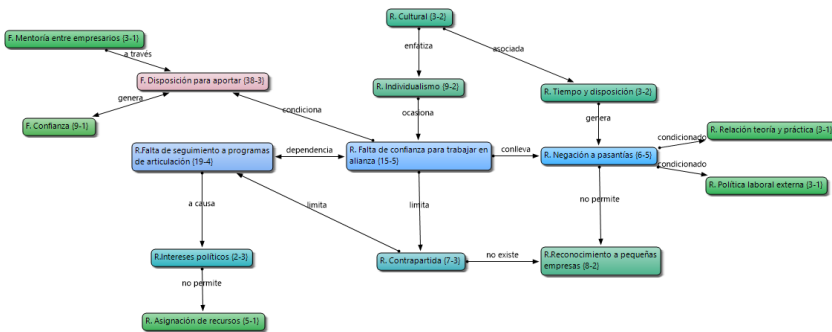 R. Cultural {3-2}
F. Mentoría entre empresarios {3-1}
enfatiza
asociada
a través
F. Disposición para aportar {38-3}
R. Individualismo {9-2}
R. Tiempo y disposición {3-2}
genera
condiciona
ocasiona
genera
F. Confianza {9-1}
R. Relación teoría y práctica {3-1}
condicionado
R.Falta de seguimiento a programas
de articulación {19-4}
dependencia
R. Falta de confianza para trabajar en
alianza {15-5}
conlleva
R. Negación a pasantías {6-5}
condicionado
R. Política laboral externa {3-1}
a causa
limita
limita
no permite
R.Intereses políticos {2-3}
R. Contrapartida {7-3}
no existe
R.Reconocimiento a pequeñas
empresas {8-2}
no permite
R. Asignación de recursos {5-1}